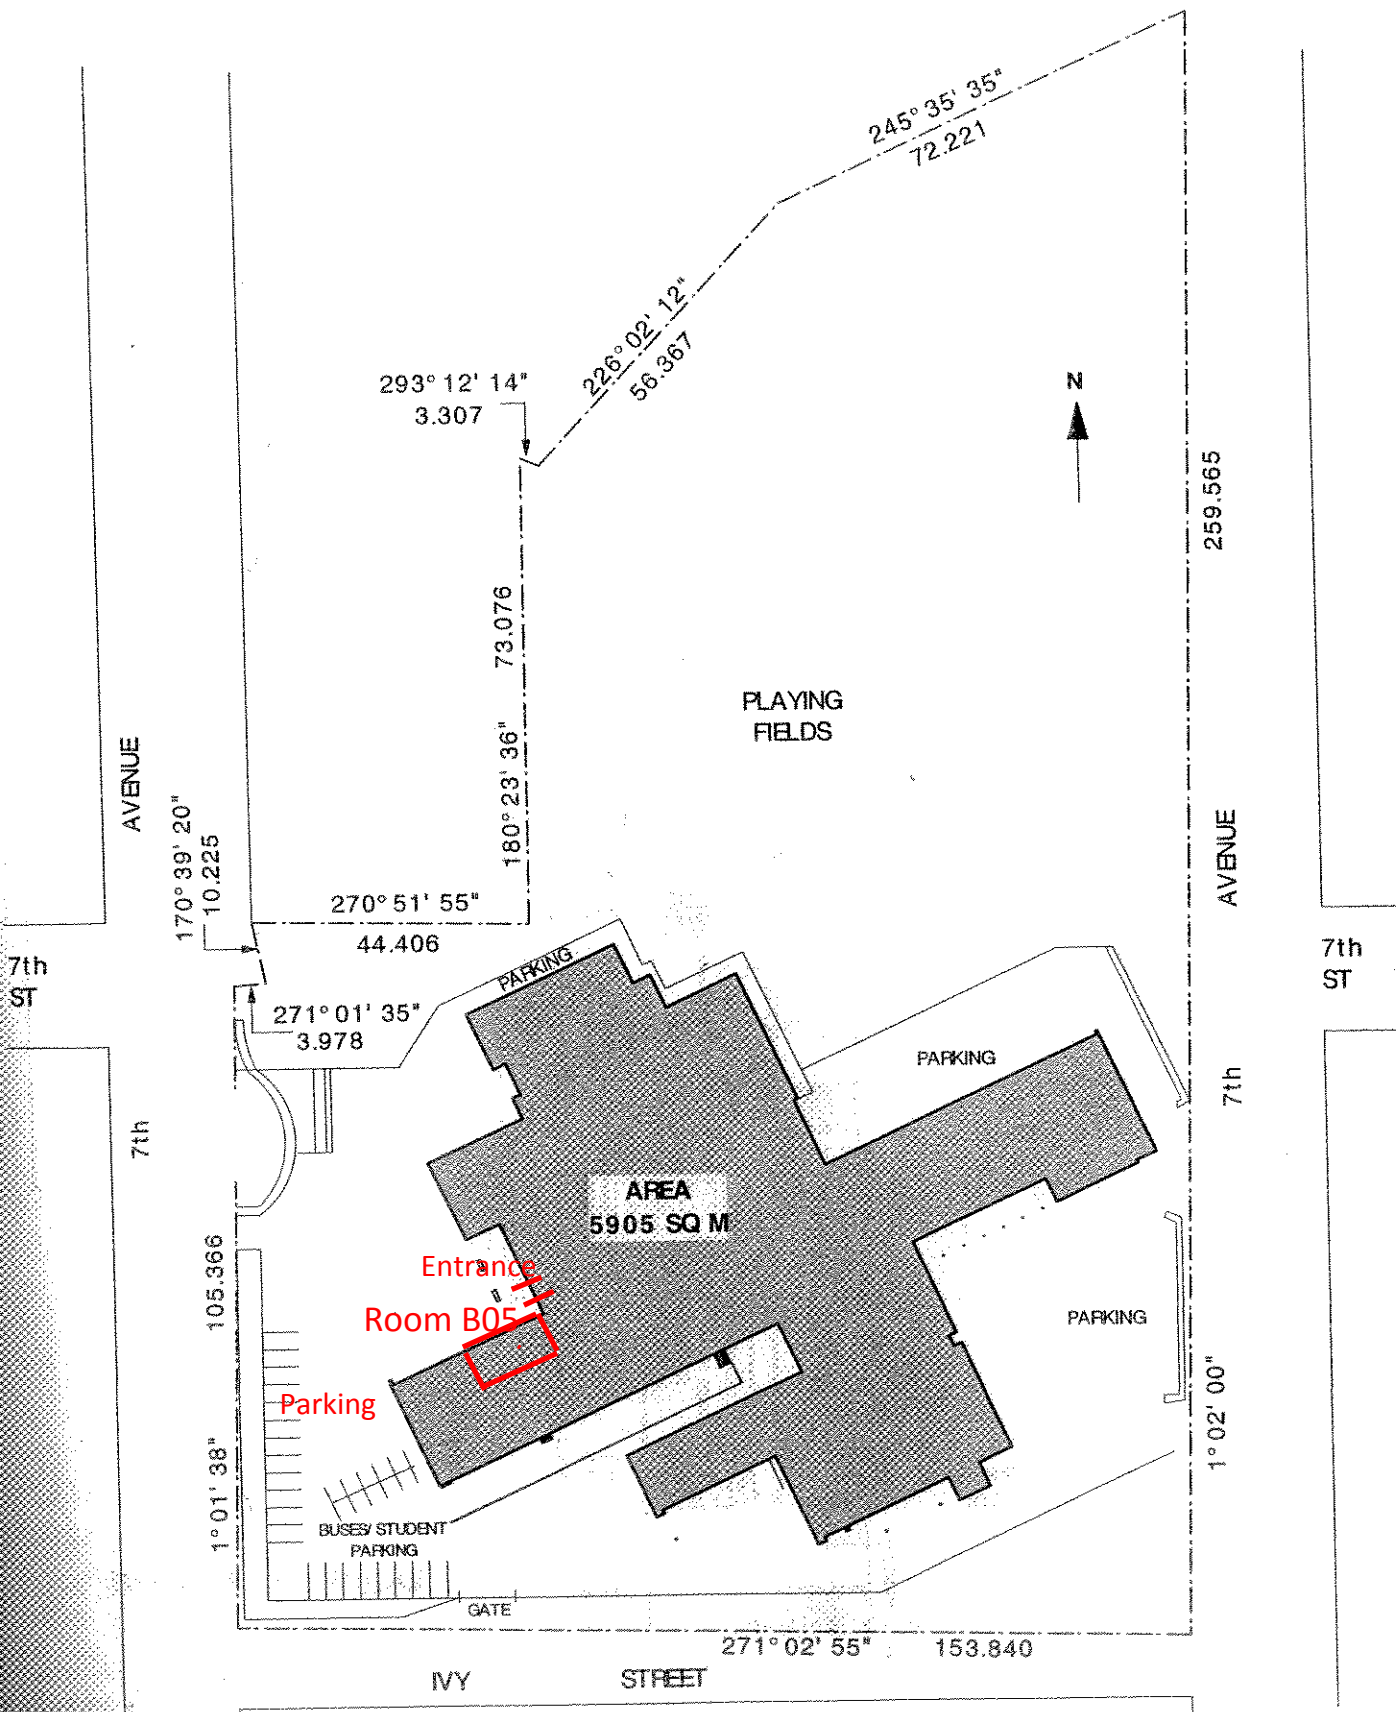 245° 35' 35"
72.221
226° 02' 12"
56.367
293° 12' 14"
3.307
N
259.565
73.076
180° 23' 36"
PLAYING
FIELDS
AVENUE
170° 39' 20"
10.225
AVENUE
270° 51' 55"
44.406
7th
ST
7th
ST
PARKING
271° 01' 35"
3.978
PARKING
7th
7th
AREA
5905 SQ M
Entrance
105.366
Room B05
PARKING
Parking
1° 02' 00"
1° 01' 38"
BUSES/ STUDENT
PARKING
GATE
271° 02' 55" 153.840
IVY STREET